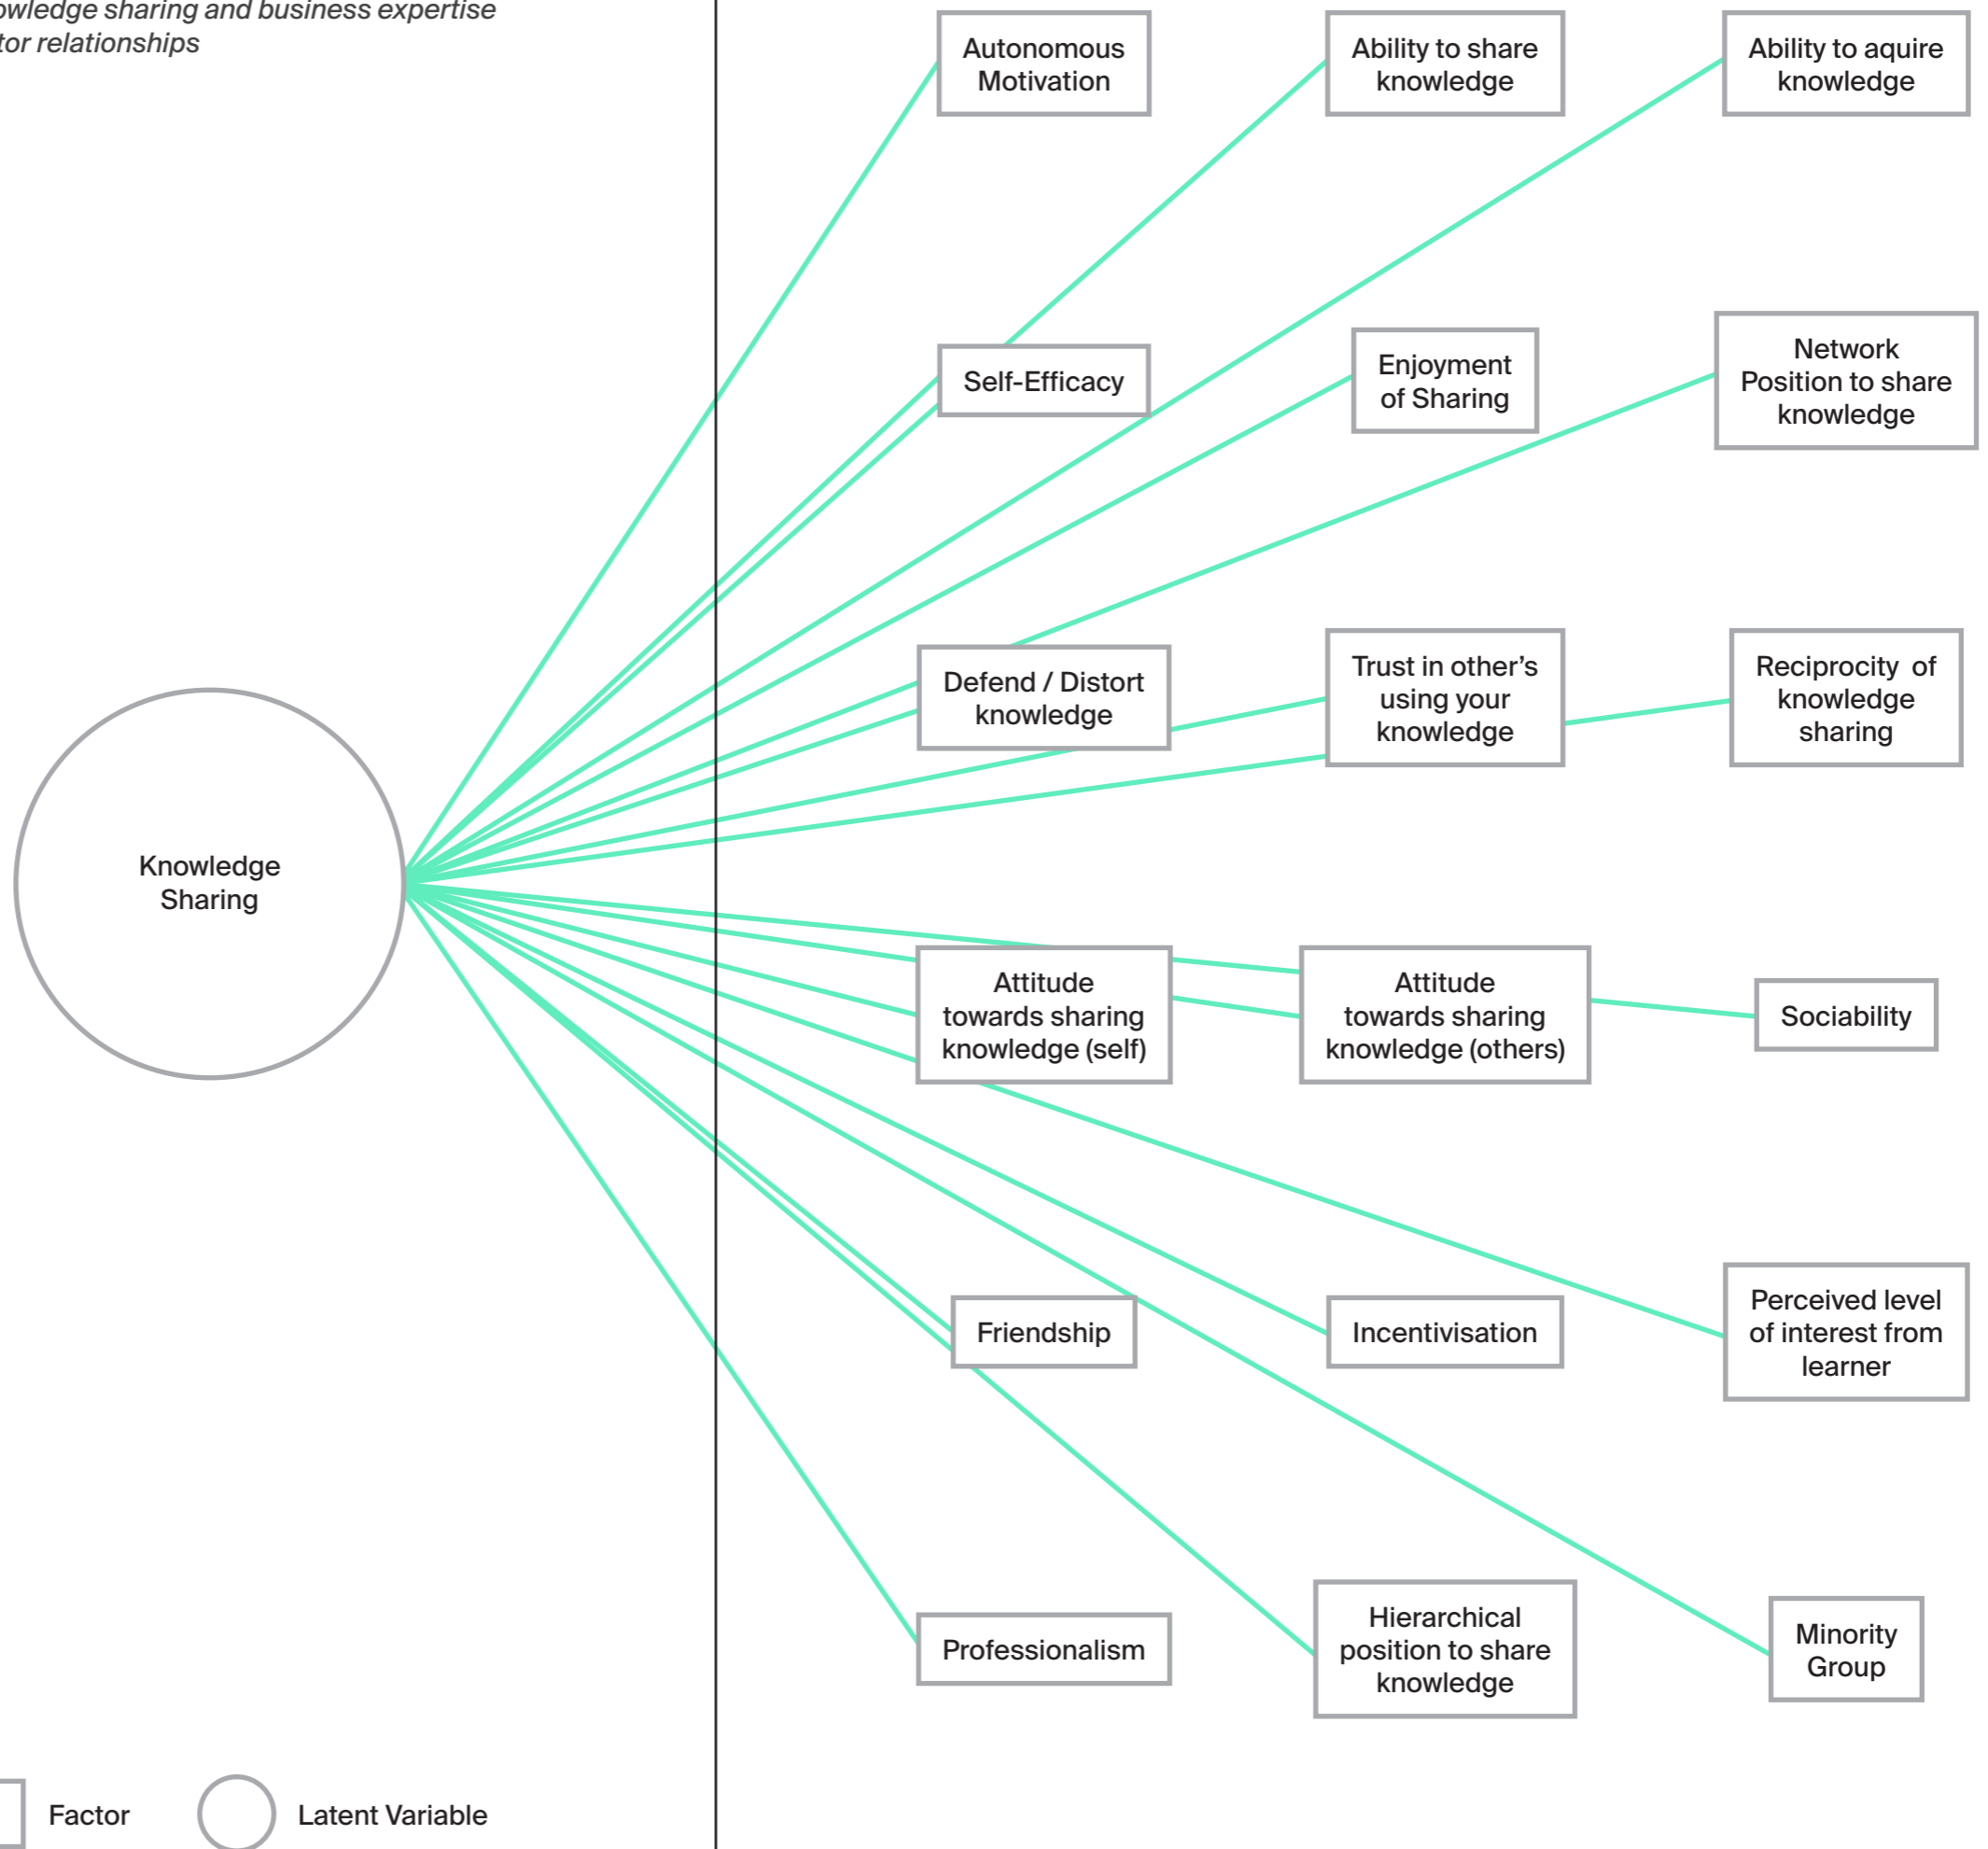 knowledge sharing and business expertise
relationships
Autonomous
Motivation
Ability to share
knowledge
Ability to aquire
knowledge
Self-Efficacy
Enjoyment
of Sharing
Network
Position to share
knowledge
Defend / Distort
knowledge
Trust in other’s
using your
knowledge
Reciprocity of
knowledge
sharing
Knowledge
Sharing
Attitude
towards sharing
knowledge (self)
Attitude
towards sharing
knowledge (others)
Sociability
Friendship
Incentivisation
Perceived level
of interest from
learner
Professionalism
Hierarchical
position to share
knowledge
Minority
Group
Factor
Latent Variable